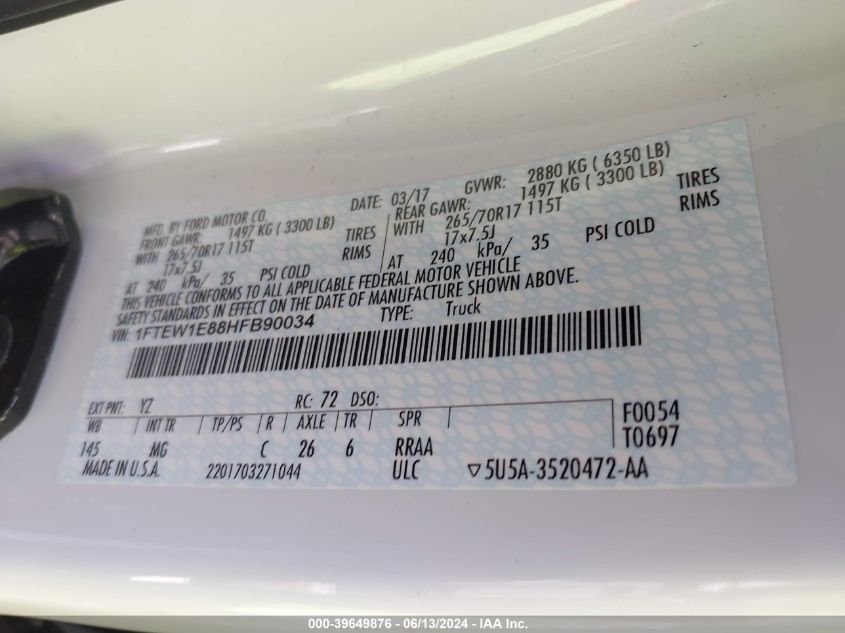 MFD. BY FORD MOTOR CO.
DATE: 03/17 GVWR: 2880 KG ( 6350 LB)
FRONT GAWR: 1497 KG ( 3300 LB) REAR GAWR: 1497 KG ( 3300 LB)
WITH 265/70R17 115T TIRES WITH 265/70R17 115T TIRES
17x7.5J RIMS 17x7.5J RIMS
AT 240 kPa/ 35 PSI COLD AT 240 kPa/ 35 PSI COLD
THIS VEHICLE CONFORMS TO ALL APPLICABLE FEDERAL MOTOR VEHICLE
SAFETY STANDARDS IN EFFECT ON THE DATE OF MANUFACTURE SHOWN ABOVE.
VIN: 1FTEW1E88HFB90034 TYPE: Truck
EXT PNT: YZ RC: 72 DSO: F0054
WB INT TR TP/PS R AXLE TR SPR T0697
145 MG C 26 6 RRAA
MADE IN U.S.A. 2201703271044 ULC ▽5U5A-3520472-AA
000-39649876 - 06/13/2024 - IAA Inc.